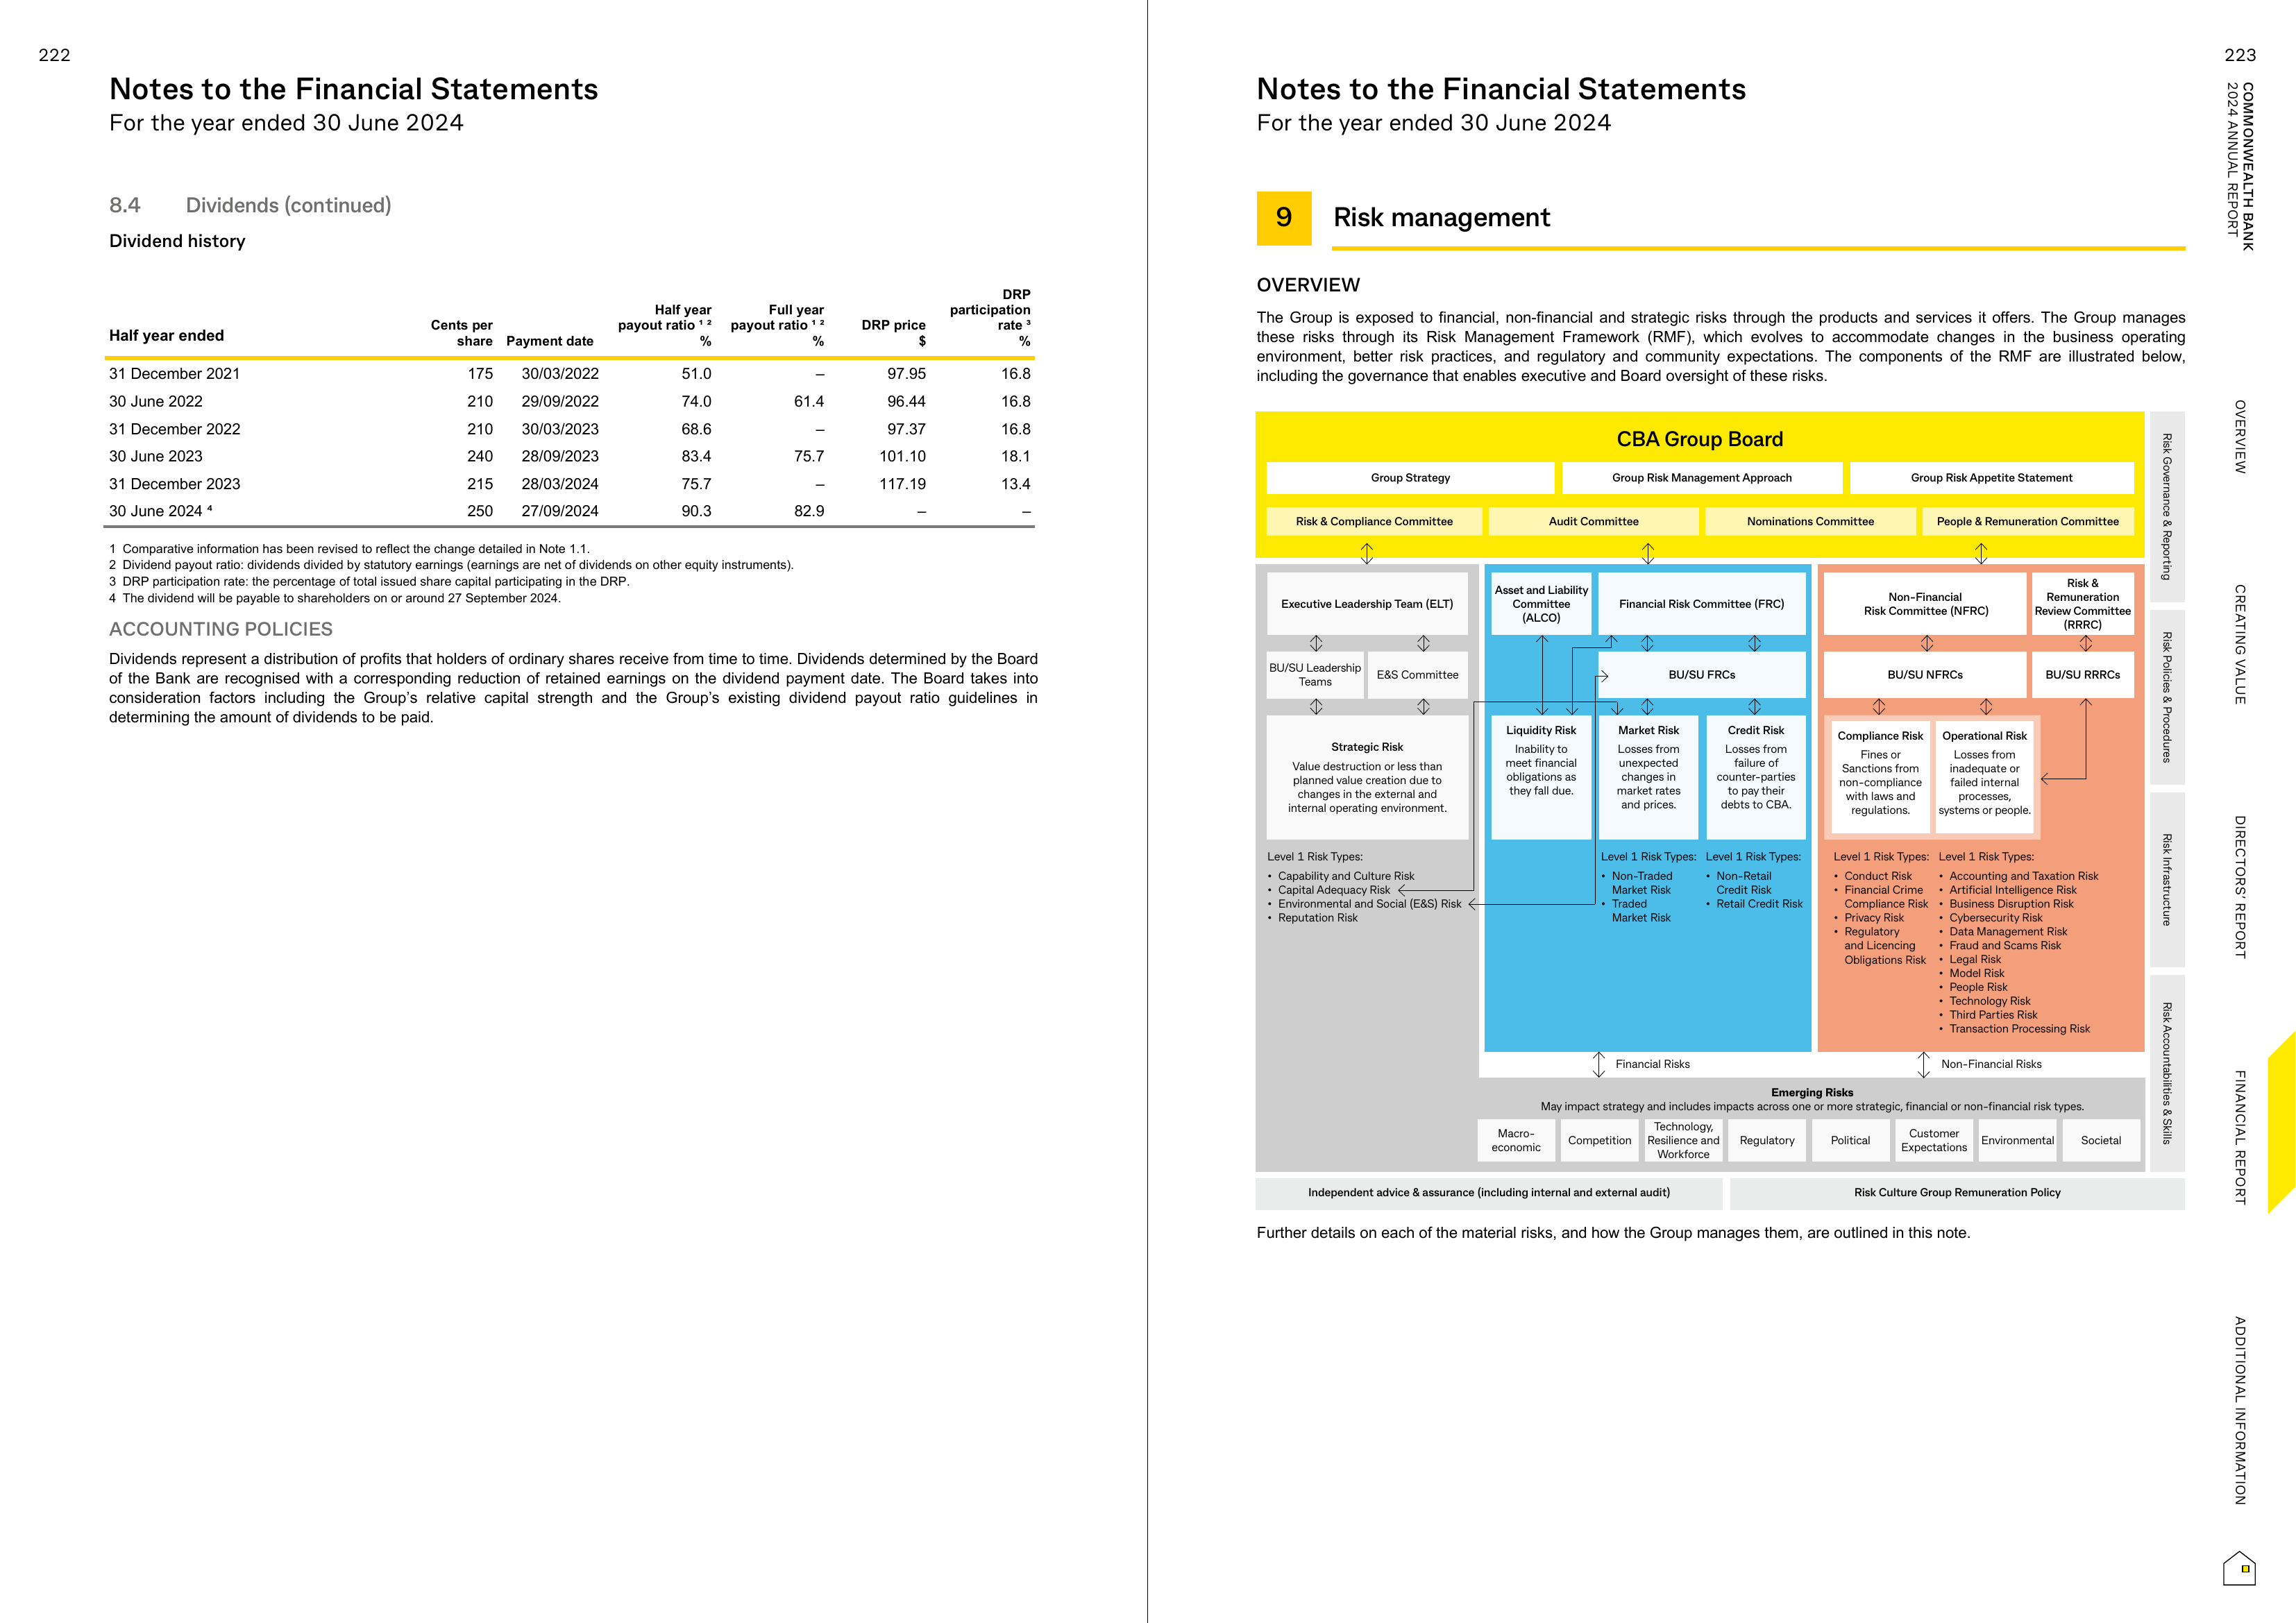 222
Notes to the Financial Statements
For the year ended 30 June 2024
8.4 Dividends (continued)
Dividend history
Half year ended Cents per share Payment date Half year payout ratio ¹ ² % Full year payout ratio ¹ ² % DRP price $ DRP participation rate ³ %
31 December 2021 175 30/03/2022 51.0 – 97.95 16.8
30 June 2022 210 29/09/2022 74.0 61.4 96.44 16.8
31 December 2022 210 30/03/2023 68.6 – 97.37 16.8
30 June 2023 240 28/09/2023 83.4 75.7 101.10 18.1
31 December 2023 215 28/03/2024 75.7 – 117.19 13.4
30 June 2024 ⁴ 250 27/09/2024 90.3 82.9 – –
1 Comparative information has been revised to reflect the change detailed in Note 1.1.
2 Dividend payout ratio: dividends divided by statutory earnings (earnings are net of dividends on other equity instruments).
3 DRP participation rate: the percentage of total issued share capital participating in the DRP.
4 The dividend will be payable to shareholders on or around 27 September 2024.
ACCOUNTING POLICIES
Dividends represent a distribution of profits that holders of ordinary shares receive from time to time. Dividends determined by the Board
of the Bank are recognised with a corresponding reduction of retained earnings on the dividend payment date. The Board takes into
consideration factors including the Group's relative capital strength and the Group's existing dividend payout ratio guidelines in
determining the amount of dividends to be paid.
223
Notes to the Financial Statements
For the year ended 30 June 2024
9 Risk management
OVERVIEW
The Group is exposed to financial, non-financial and strategic risks through the products and services it offers. The Group manages
these risks through its Risk Management Framework (RMF), which evolves to accommodate changes in the business operating
environment, better risk practices, and regulatory and community expectations. The components of the RMF are illustrated below,
including the governance that enables executive and Board oversight of these risks.
CBA Group Board
Group Strategy
Group Risk Management Approach
Group Risk Appetite Statement
Risk & Compliance Committee
Audit Committee
Nominations Committee
People & Remuneration Committee
Executive Leadership Team (ELT)
Asset and Liability
Committee
(ALCO)
Financial Risk Committee (FRC)
Non-Financial
Risk Committee (NFRC)
Risk &
Remuneration
Review Committee
(RRRC)
BU/SU Leadership
Teams
E&S Committee
BU/SU FRCs
BU/SU NFRCs
BU/SU RRRCs
Strategic Risk
Value destruction or less than
planned value creation due to
changes in the external and
internal operating environment.
Liquidity Risk
Inability to
meet financial
obligations as
they fall due.
Market Risk
Losses from
unexpected
changes in
market rates
and prices.
Credit Risk
Losses from
failure of
counter-parties
to pay their
debts to CBA.
Compliance Risk
Fines or
Sanctions from
non-compliance
with laws and
regulations.
Operational Risk
Losses from
inadequate or
failed internal
processes,
systems or people.
Level 1 Risk Types:
• Capability and Culture Risk
• Capital Adequacy Risk
• Environmental and Social (E&S) Risk
• Reputation Risk
Level 1 Risk Types:
• Non-Traded
Market Risk
• Traded
Market Risk
Level 1 Risk Types:
• Non-Retail
Credit Risk
• Retail Credit Risk
Level 1 Risk Types:
• Conduct Risk
• Financial Crime
Compliance Risk
• Privacy Risk
• Regulatory
and Licencing
Obligations Risk
Level 1 Risk Types:
• Accounting and Taxation Risk
• Artificial Intelligence Risk
• Business Disruption Risk
• Cybersecurity Risk
• Data Management Risk
• Fraud and Scams Risk
• Legal Risk
• Model Risk
• People Risk
• Technology Risk
• Third Parties Risk
• Transaction Processing Risk
Financial Risks
Non-Financial Risks
Emerging Risks
May impact strategy and includes impacts across one or more strategic, financial or non-financial risk types.
Macro-
economic
Competition
Technology,
Resilience and
Workforce
Regulatory
Political
Customer
Expectations
Environmental
Societal
Independent advice & assurance (including internal and external audit)
Risk Culture Group Remuneration Policy
Risk Governance & Reporting
Risk Policies & Procedures
Risk Infrastructure
Risk Accountabilities & Skills
Further details on each of the material risks, and how the Group manages them, are outlined in this note.
COMMONWEALTH BANK
2024 ANNUAL REPORT
OVERVIEW
CREATING VALUE
DIRECTORS' REPORT
FINANCIAL REPORT
ADDITIONAL INFORMATION